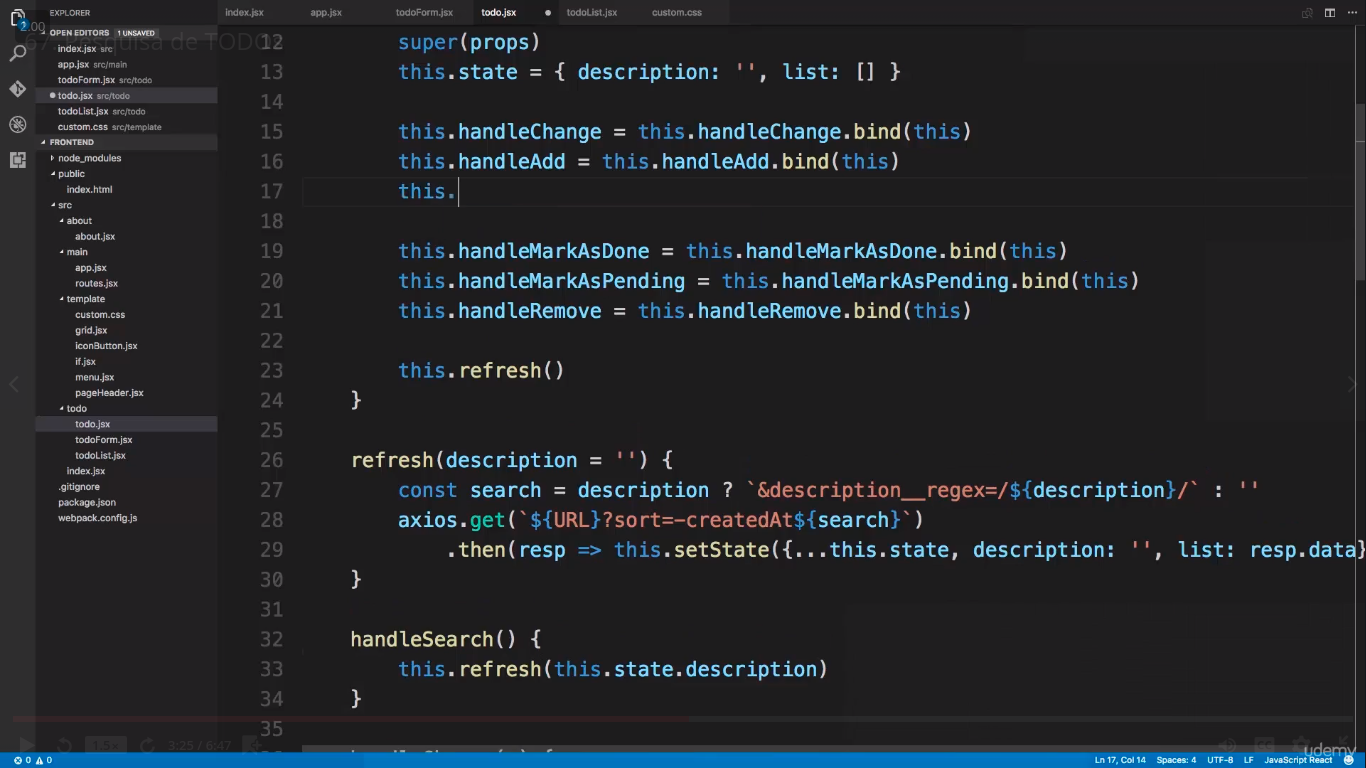 EXPLORER
2.00
67. Pesquisa de TODOs
OPEN EDITORS 1 UNSAVED
index.jsx src
app.jsx src/main
todoForm.jsx src/todo
todo.jsx src/todo
todoList.jsx src/todo
custom.css src/template
FRONTEND
node_modules
public
index.html
src
about
about.jsx
main
app.jsx
routes.jsx
template
custom.css
grid.jsx
iconButton.jsx
if.jsx
menu.jsx
pageHeader.jsx
todo
todo.jsx
todoForm.jsx
todoList.jsx
index.jsx
.gitignore
package.json
webpack.config.js
index.jsx app.jsx todoForm.jsx todo.jsx todoList.jsx custom.css
12 super(props)
13 this.state = { description: '', list: [] }
14
15 this.handleChange = this.handleChange.bind(this)
16 this.handleAdd = this.handleAdd.bind(this)
17 this.
18
19 this.handleMarkAsDone = this.handleMarkAsDone.bind(this)
20 this.handleMarkAsPending = this.handleMarkAsPending.bind(this)
21 this.handleRemove = this.handleRemove.bind(this)
22
23 this.refresh()
24 }
25
26 refresh(description = '') {
27 const search = description ? `&description__regex=/${description}/` : ''
28 axios.get(`${URL}?sort=-createdAt${search}`)
29 .then(resp => this.setState({...this.state, description: '', list: resp.data}
30 }
31
32 handleSearch() {
33 this.refresh(this.state.description)
34 }
35
1.5x 3:25 / 6:47
udemy
0 0 Ln 17, Col 14 Spaces: 4 UTF-8 LF JavaScript React